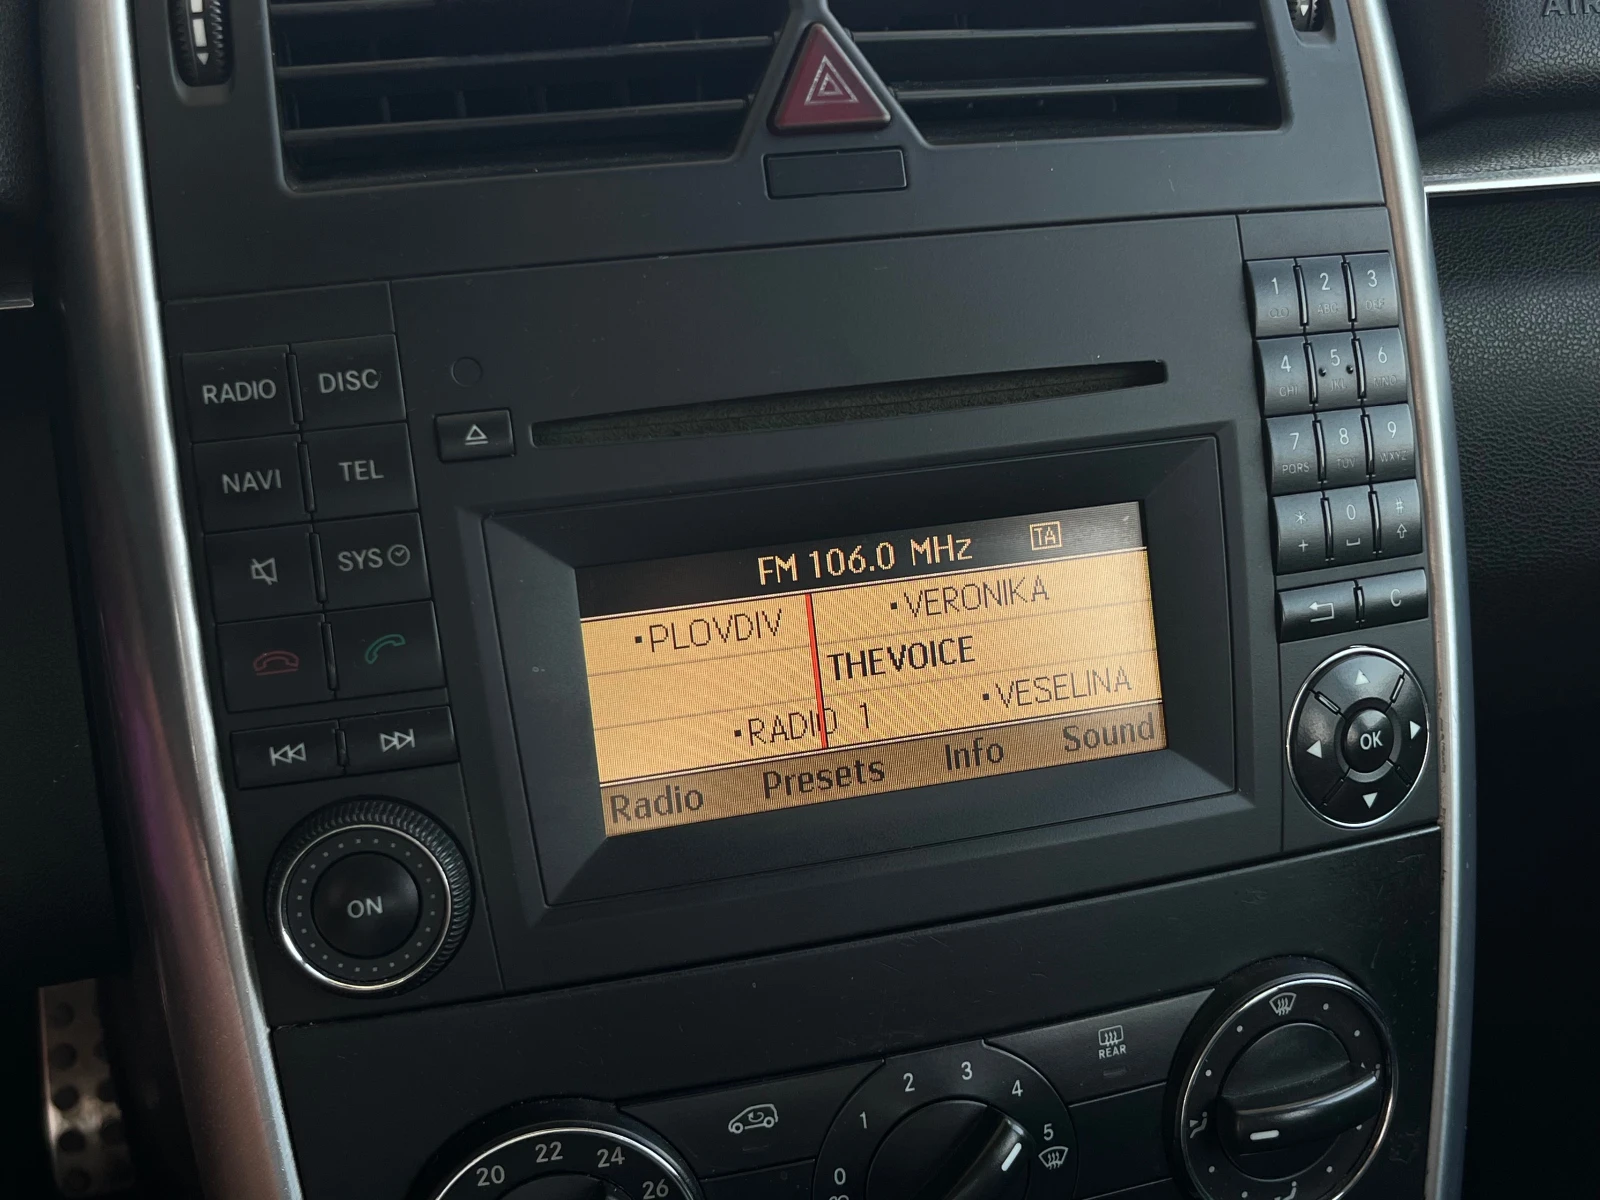 AIR
RADIO DISC
NAVI TEL
SYS
ON
FM 106.0 MHz TA
PLOVDIV
VERONIKA
THEVOICE
RADIO 1
VESELINA
Radio Presets Info Sound
1 2 3
ABC DEF
4 5 6
GHI JKL MNO
7 8 9
PQRS TUV WXYZ
* 0 #
+
C
OK
REAR
0 1 2 3 4 5
20 22 24 26